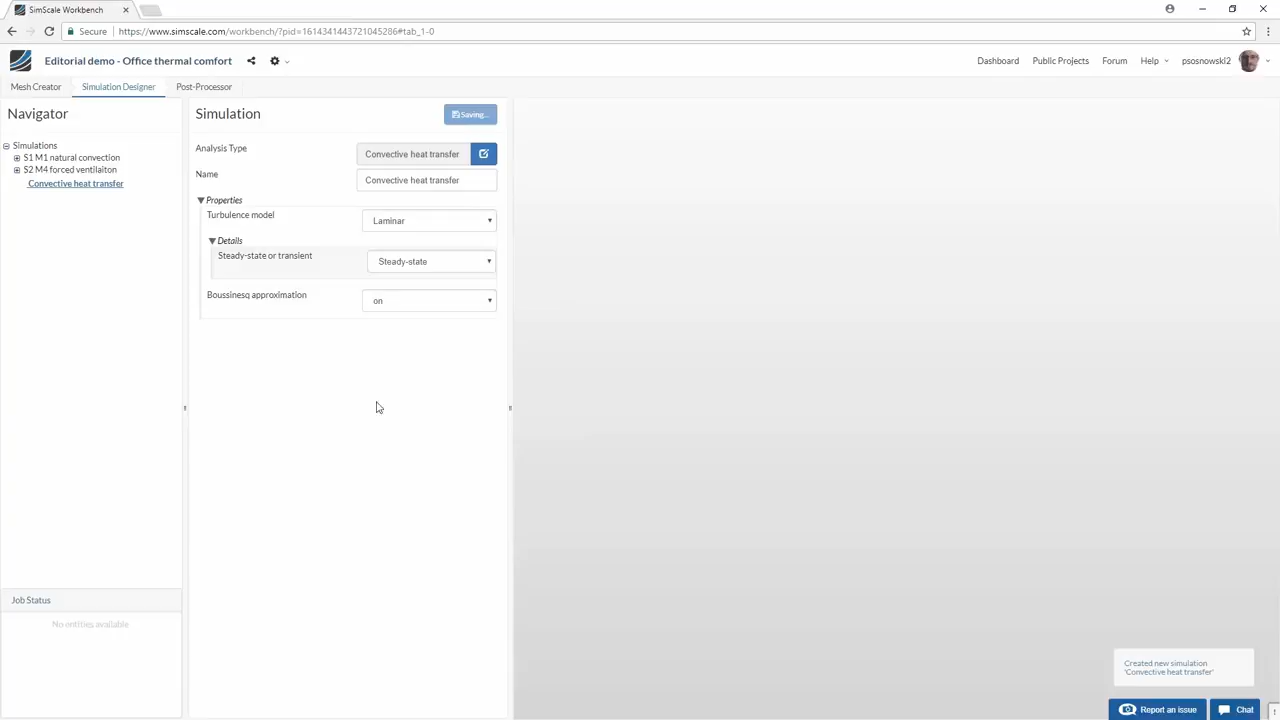 SimScale Workbench
Secure https://www.simscale.com/workbench/?pid=1614341443721045286#tab_1-0
Editorial demo - Office thermal comfort
Dashboard Public Projects Forum Help psosnowski2
Mesh Creator Simulation Designer Post-Processor
Navigator
Simulations
S1 M1 natural convection
S2 M4 forced ventilaiton
Convective heat transfer
Job Status
No entities available
Simulation
Saving...
Analysis Type Convective heat transfer
Name Convective heat transfer
Properties
Turbulence model Laminar
Details
Steady-state or transient Steady-state
Boussinesq approximation on
Created new simulation
'Convective heat transfer'
Report an issue Chat